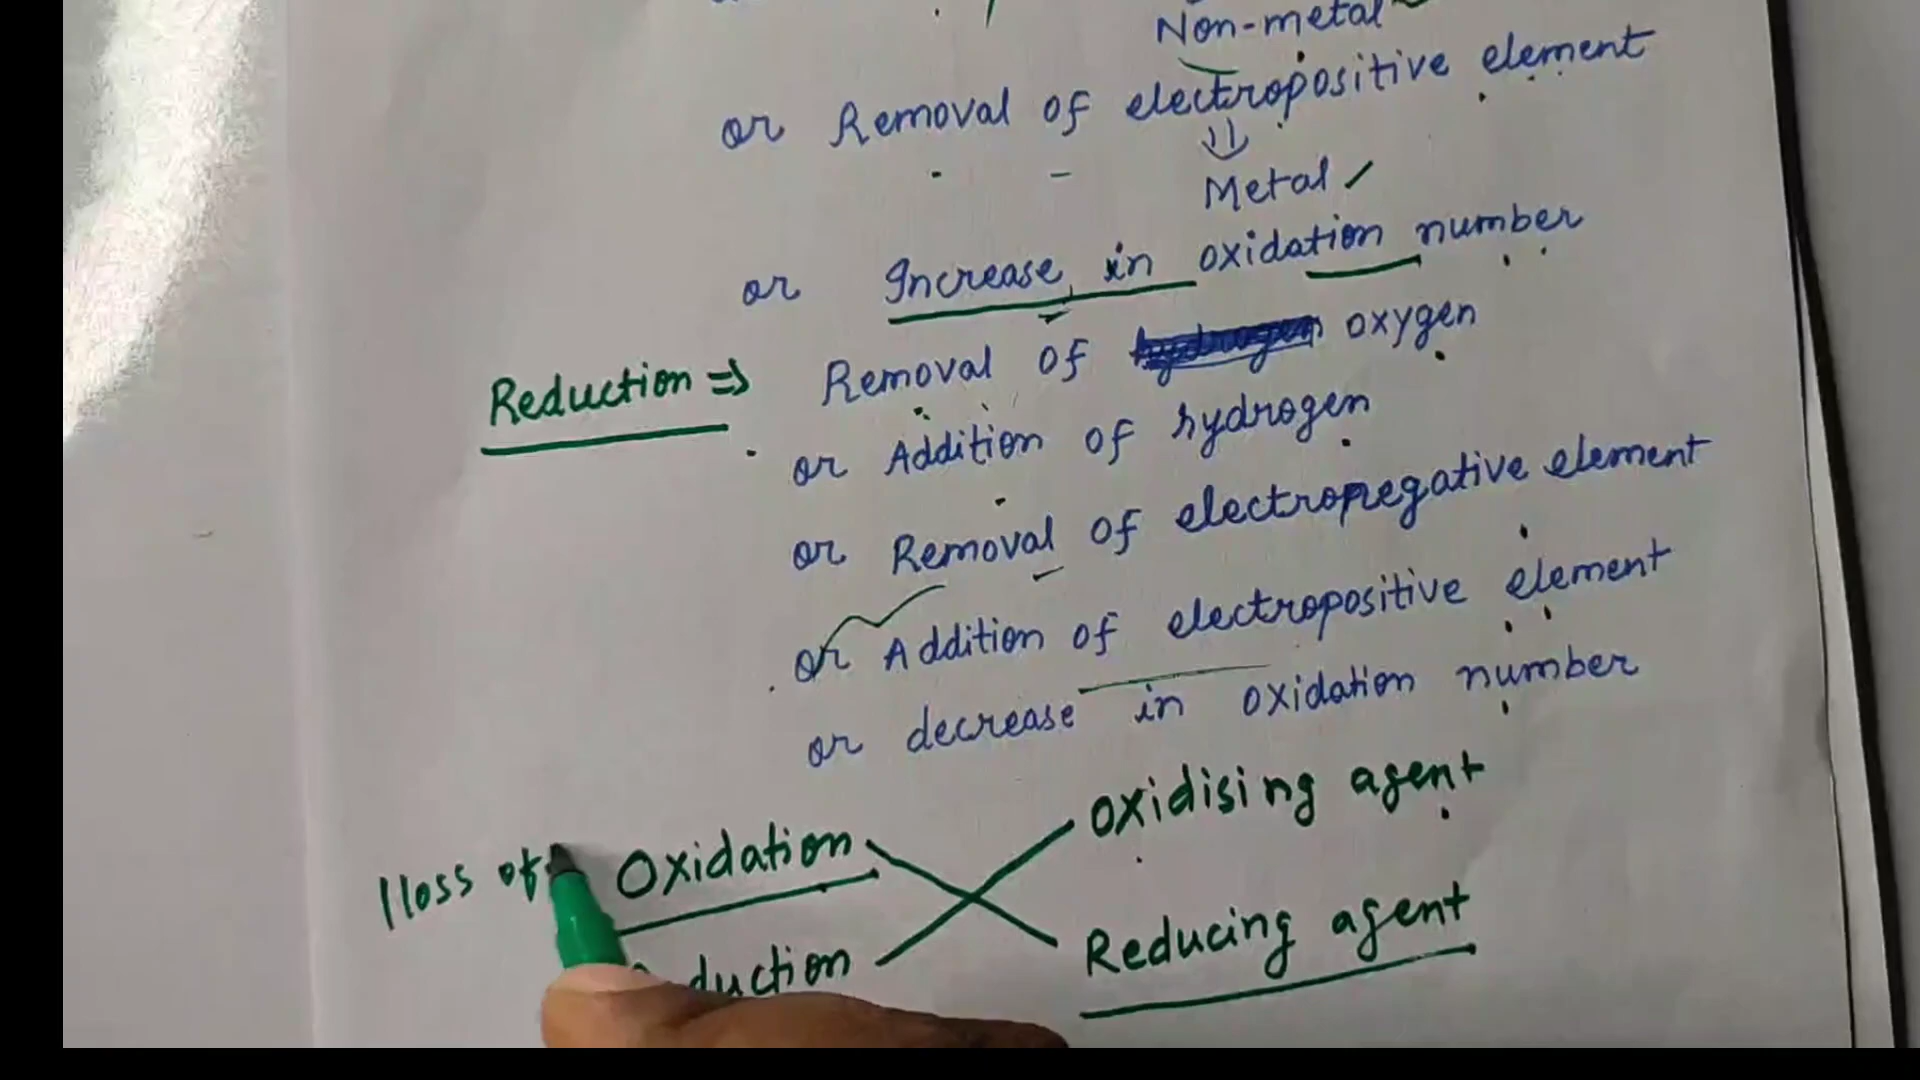 Non-metal
or Removal of electropositive element
Metal ✓
or Increase in oxidation number
Reduction ⇒ Removal of oxygen
or Addition of hydrogen
or Removal of electronegative element
or Addition of electropositive element
or decrease in oxidation number
oxidising agent
loss of Oxidation
Reducing agent
duction